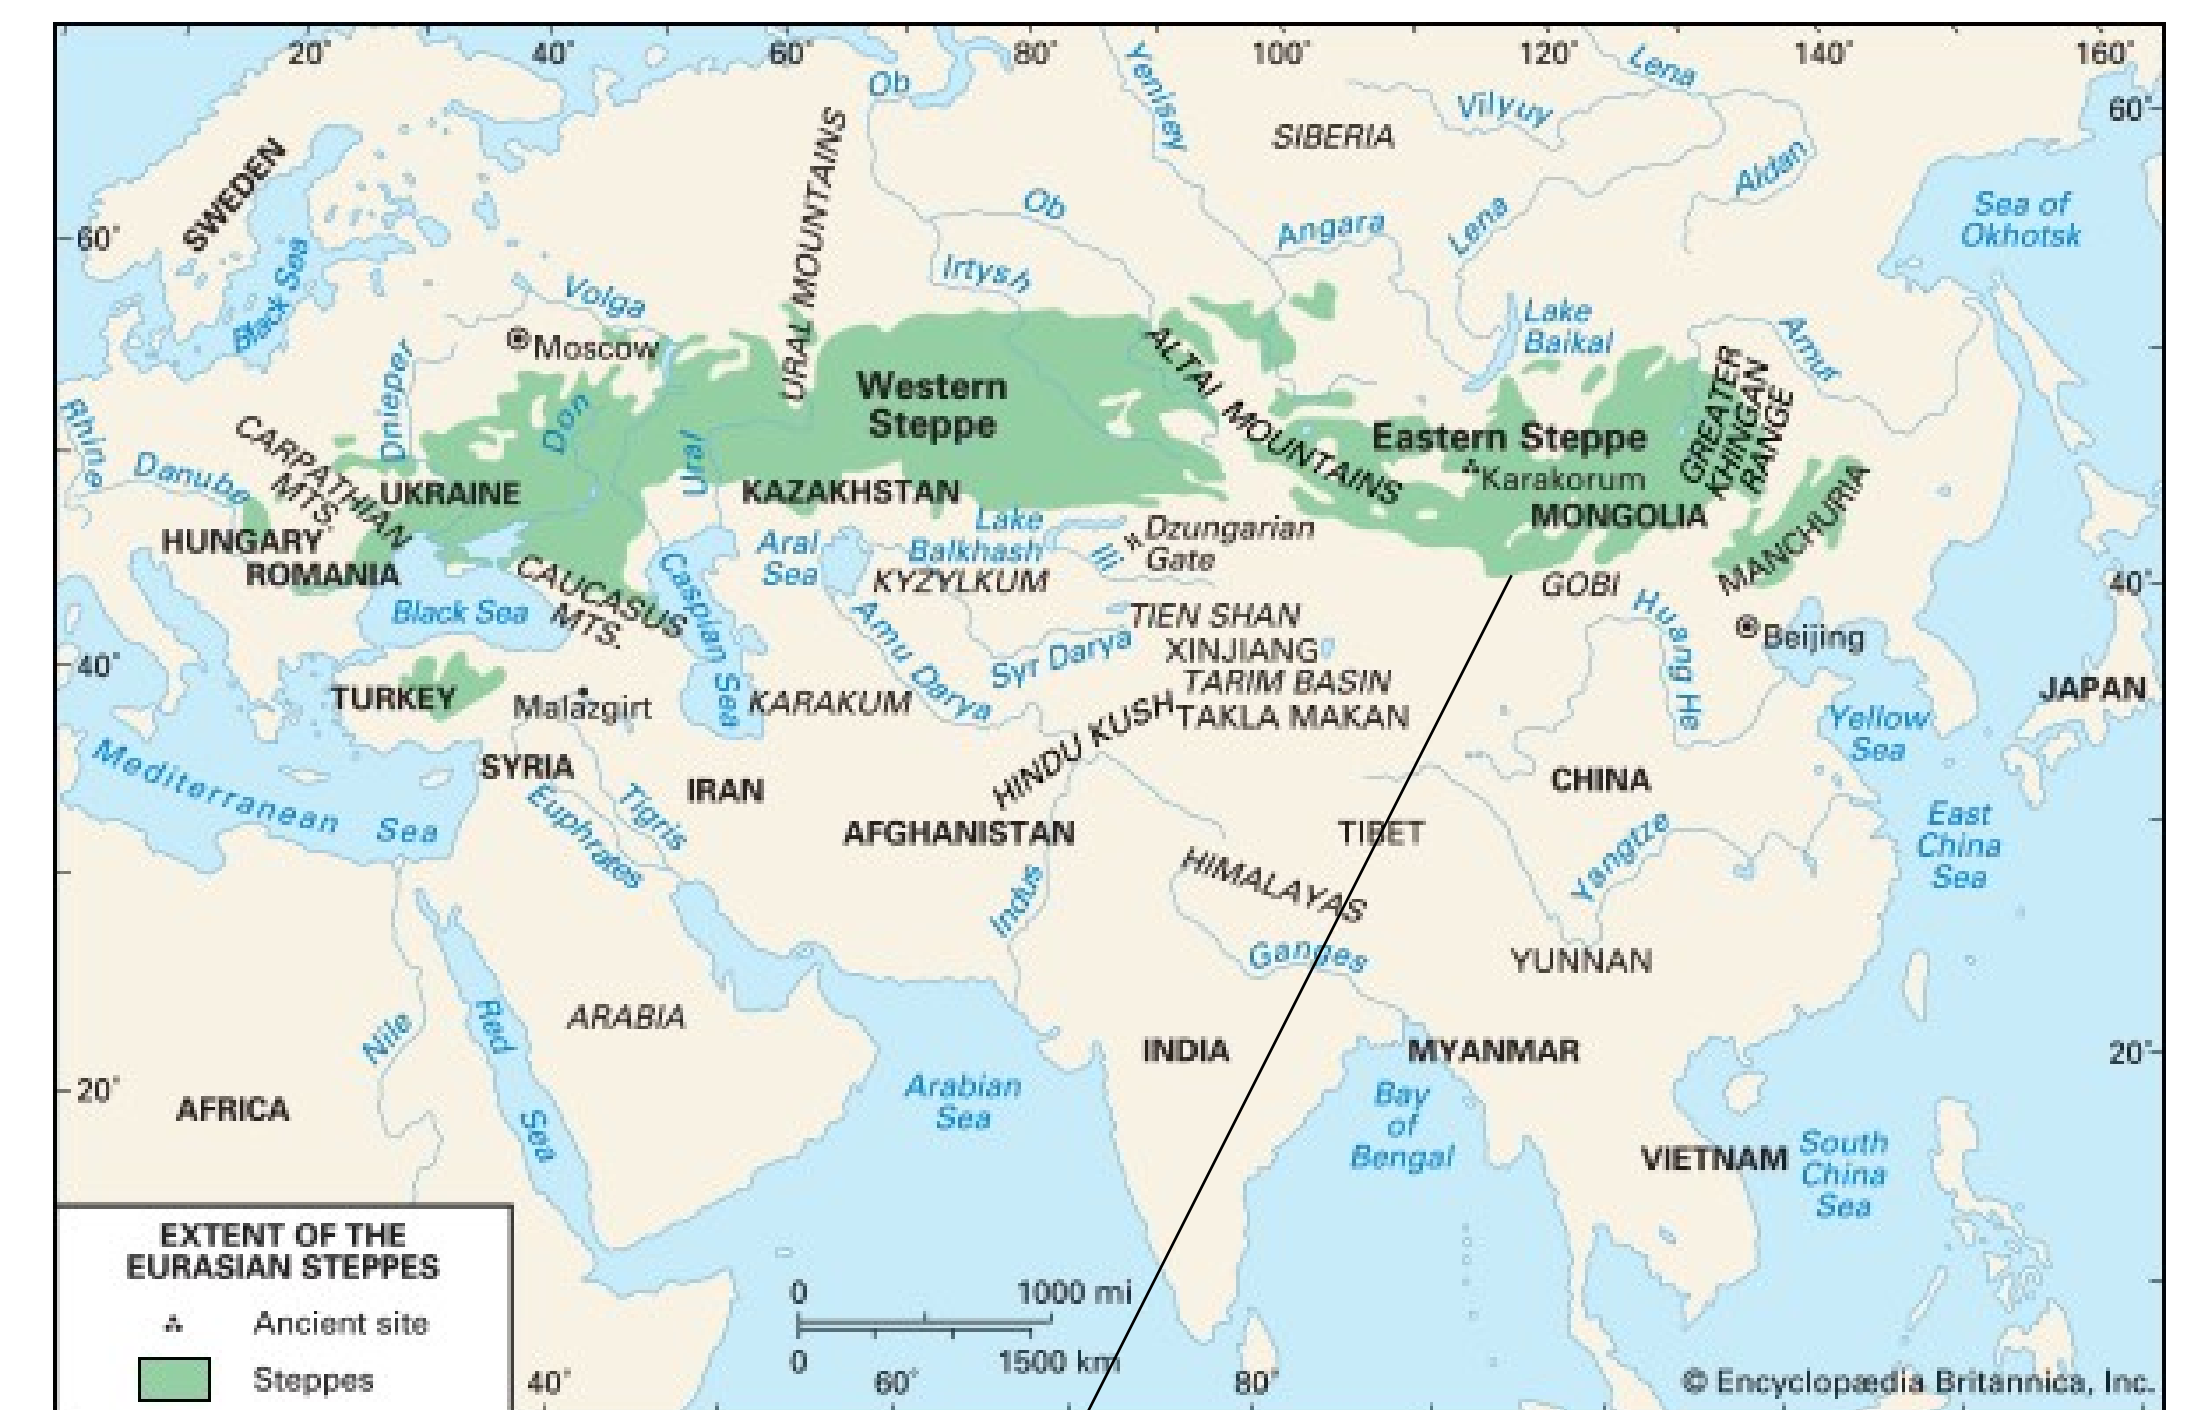 20°
40°
60°
80°
100°
120°
140°
160°
Ob
Yenisey
Lena
Vilyuy
60°
SIBERIA
Aldan
SWEDEN
URAL MOUNTAINS
Ob
Angara
Lena
Sea of
Okhotsk
60°
Black Sea
Volga
Irtysh
Lake
Baikal
Amur
Moscow
Dnieper
ALTAI MOUNTAINS
GREATER
KHINGAN
RANGE
Rhine
Western
Steppe
Don
Eastern Steppe
CARPATHIAN
MTS.
Danube
Ural
Karakorum
UKRAINE
KAZAKHSTAN
MONGOLIA
MANCHURIA
HUNGARY
Lake
Balkhash
Dzungarian
Gate
Aral
Sea
Ili
ROMANIA
CAUCASUS
MTS.
Caspian Sea
KYZYLKUM
GOBI
40°
Black Sea
Amu Darya
TIEN SHAN
Huang He
Beijing
XINJIANG
Syr Darya
40°
TARIM BASIN
JAPAN
TURKEY
Malazgirt
KARAKUM
HINDU KUSH
TAKLA MAKAN
Yellow
Sea
Mediterranean Sea
SYRIA
IRAN
CHINA
Tigris
Euphrates
AFGHANISTAN
TIBET
East
China
Sea
Yangtze
HIMALAYAS
Indus
Ganges
YUNNAN
Nile
Red Sea
ARABIA
INDIA
MYANMAR
20°
20°
AFRICA
Arabian
Sea
Bay
of
Bengal
VIETNAM
South
China
Sea
EXTENT OF THE
EURASIAN STEPPES
Ancient site
Steppes
0
1000 mi
0
1500 km
40°
60°
80°
© Encyclopædia Britannica, Inc.